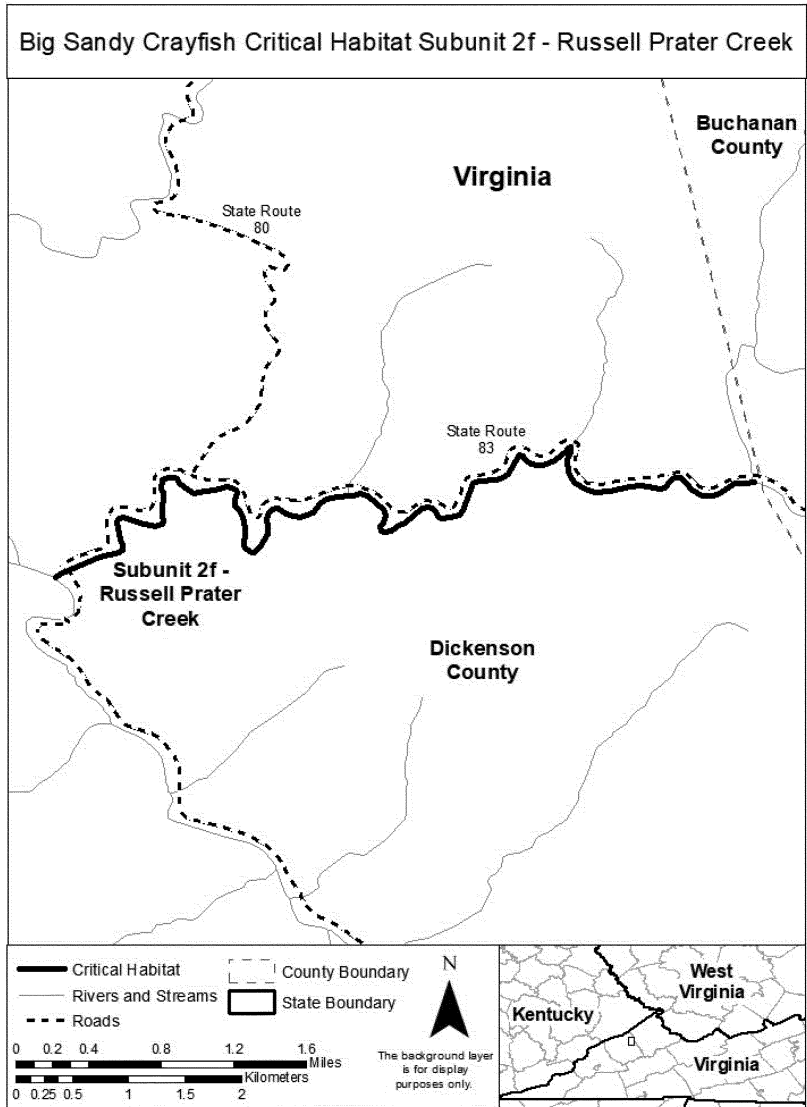 Big Sandy Crayfish Critical Habitat Subunit 2f - Russell Prater Creek
Buchanan
County
Virginia
State Route
80
State Route
83
Subunit 2f -
Russell Prater
Creek
Dickenson
County
Critical Habitat
Rivers and Streams
Roads
County Boundary
State Boundary
0 0.2 0.4 0.8 1.2 1.6
Miles
Kilometers
0 0.25 0.5 1 1.5 2
N
The background layer
is for display
purposes only.
West
Virginia
Kentucky
Virginia